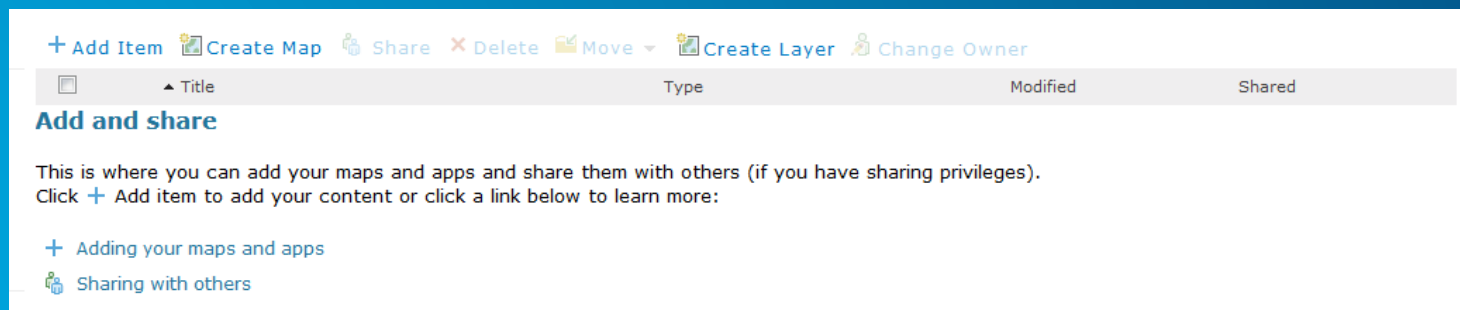 Add Item Create Map Share Delete Move Create Layer Change Owner
Title Type Modified Shared
Add and share
This is where you can add your maps and apps and share them with others (if you have sharing privileges).
Click + Add item to add your content or click a link below to learn more:
+ Adding your maps and apps
Sharing with others